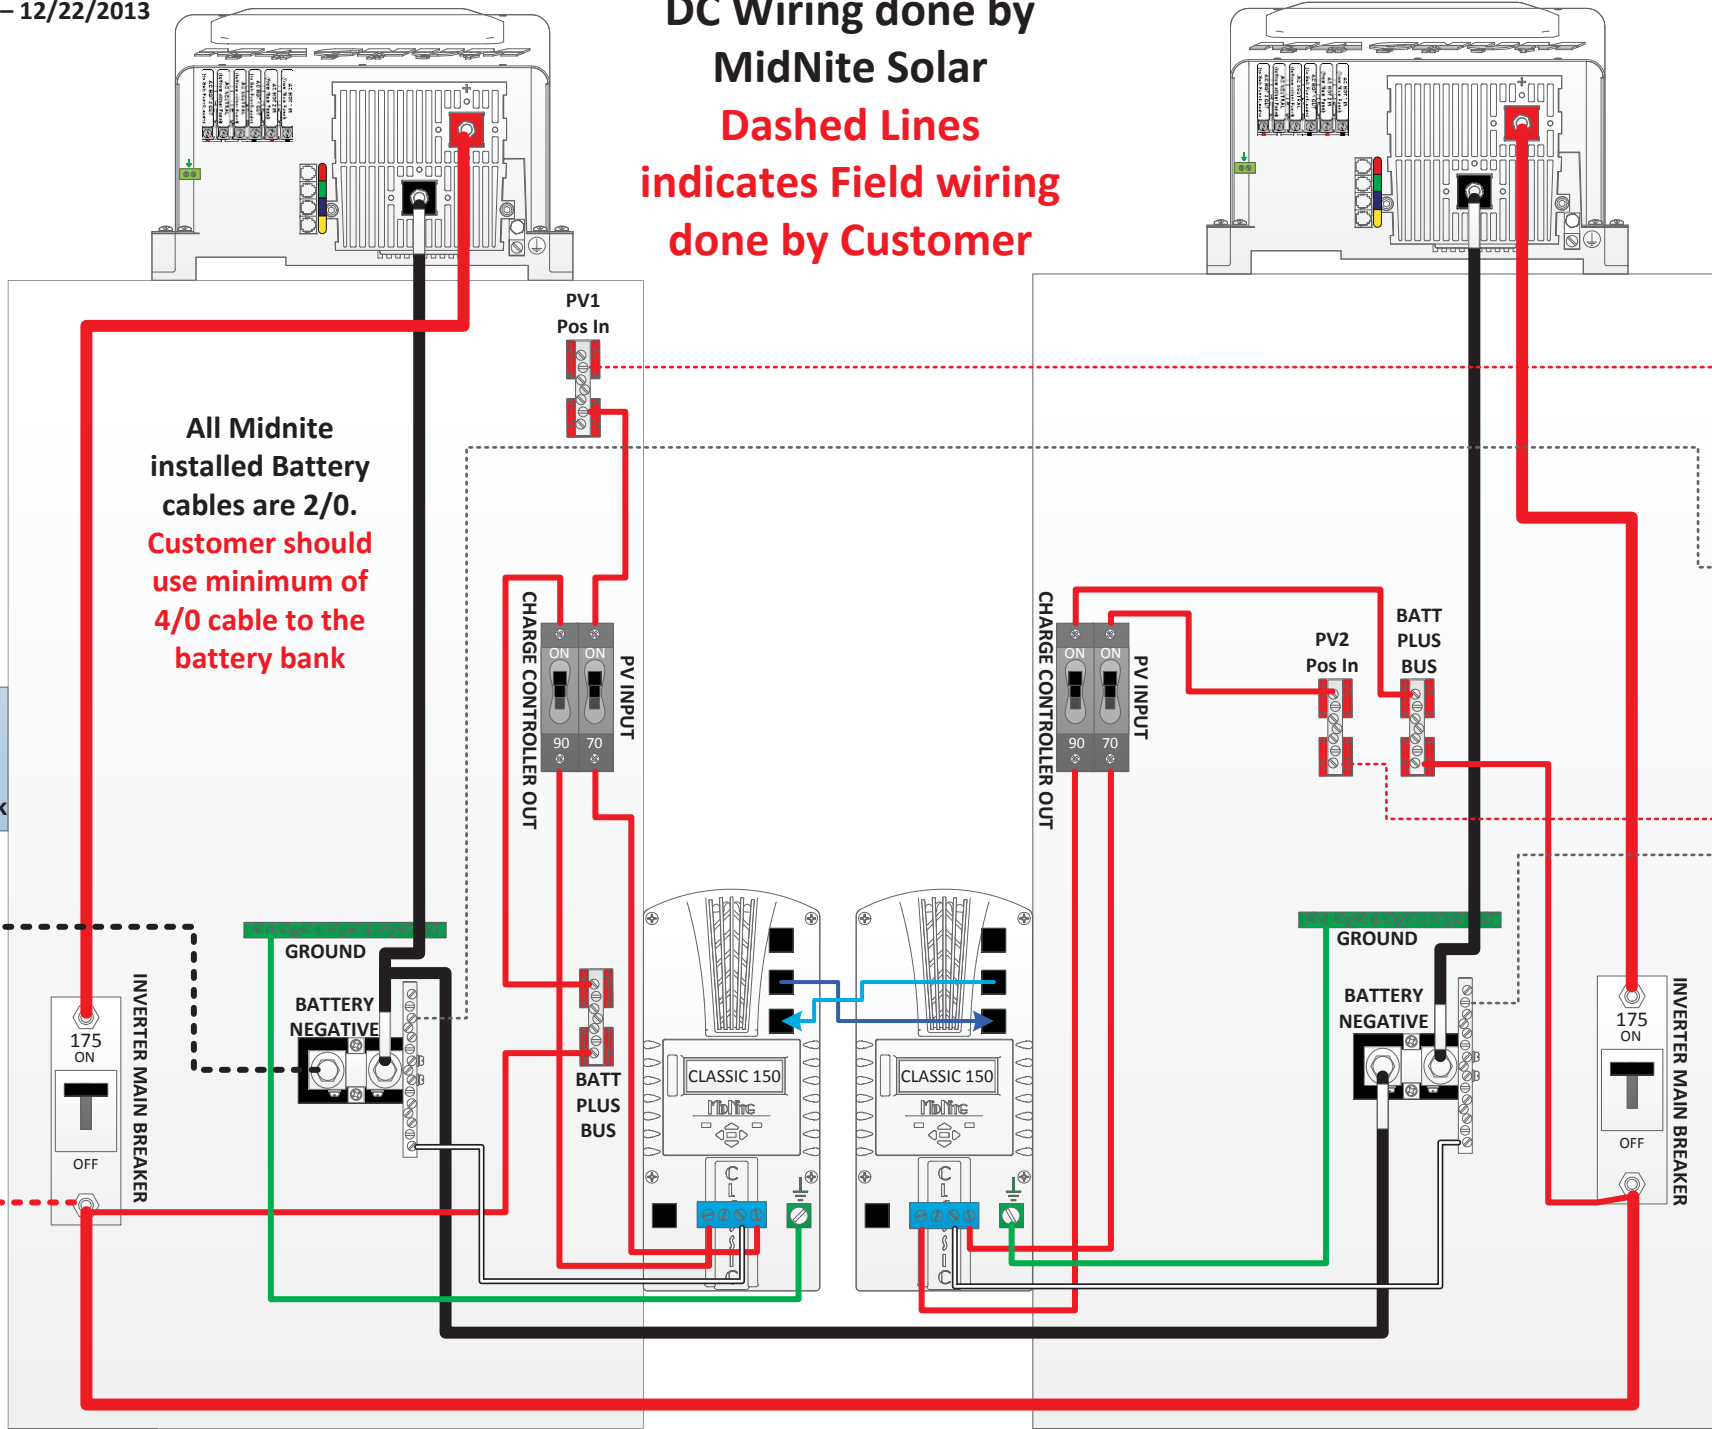 – 12/22/2013
DC Wiring done by
MidNite Solar
Dashed Lines
indicates Field wiring
done by Customer
PV1
Pos In
All Midnite
installed Battery
cables are 2/0.
Customer should
use minimum of
4/0 cable to the
battery bank
CHARGE CONTROLLER OUT
ON
ON
90
70
PV INPUT
CHARGE CONTROLLER OUT
ON
ON
90
70
PV INPUT
PV2
Pos In
BATT
PLUS
BUS
k
GROUND
BATTERY
NEGATIVE
175
ON
OFF
INVERTER MAIN BREAKER
BATT
PLUS
BUS
CLASSIC 150
MidNite
CLASSIC
CLASSIC 150
MidNite
CLASSIC
GROUND
BATTERY
NEGATIVE
175
ON
OFF
INVERTER MAIN BREAKER